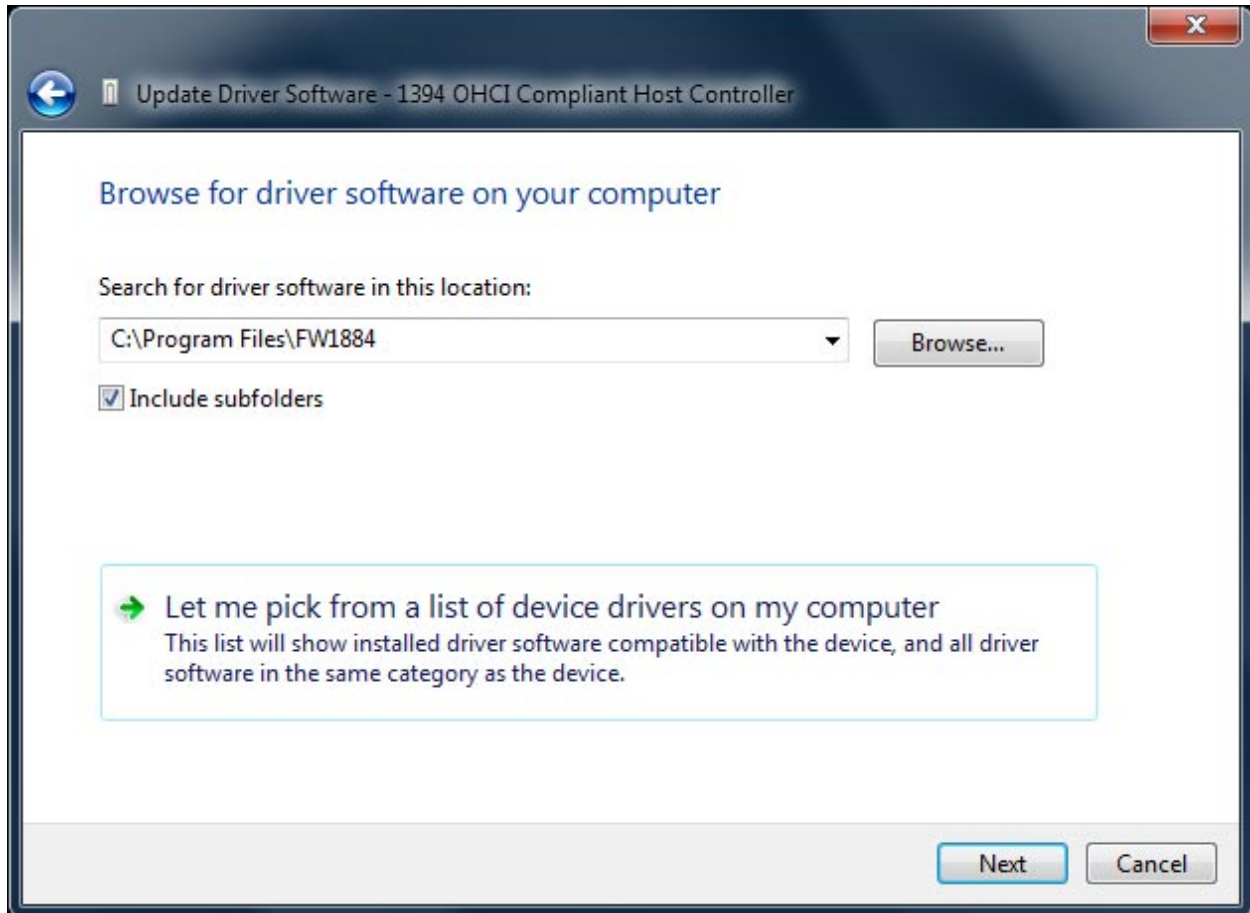 Update Driver Software - 1394 OHCI Compliant Host Controller
Browse for driver software on your computer
Search for driver software in this location:
C:\Program Files\FW1884
Browse...
Include subfolders
Let me pick from a list of device drivers on my computer
This list will show installed driver software compatible with the device, and all driver
software in the same category as the device.
Next
Cancel